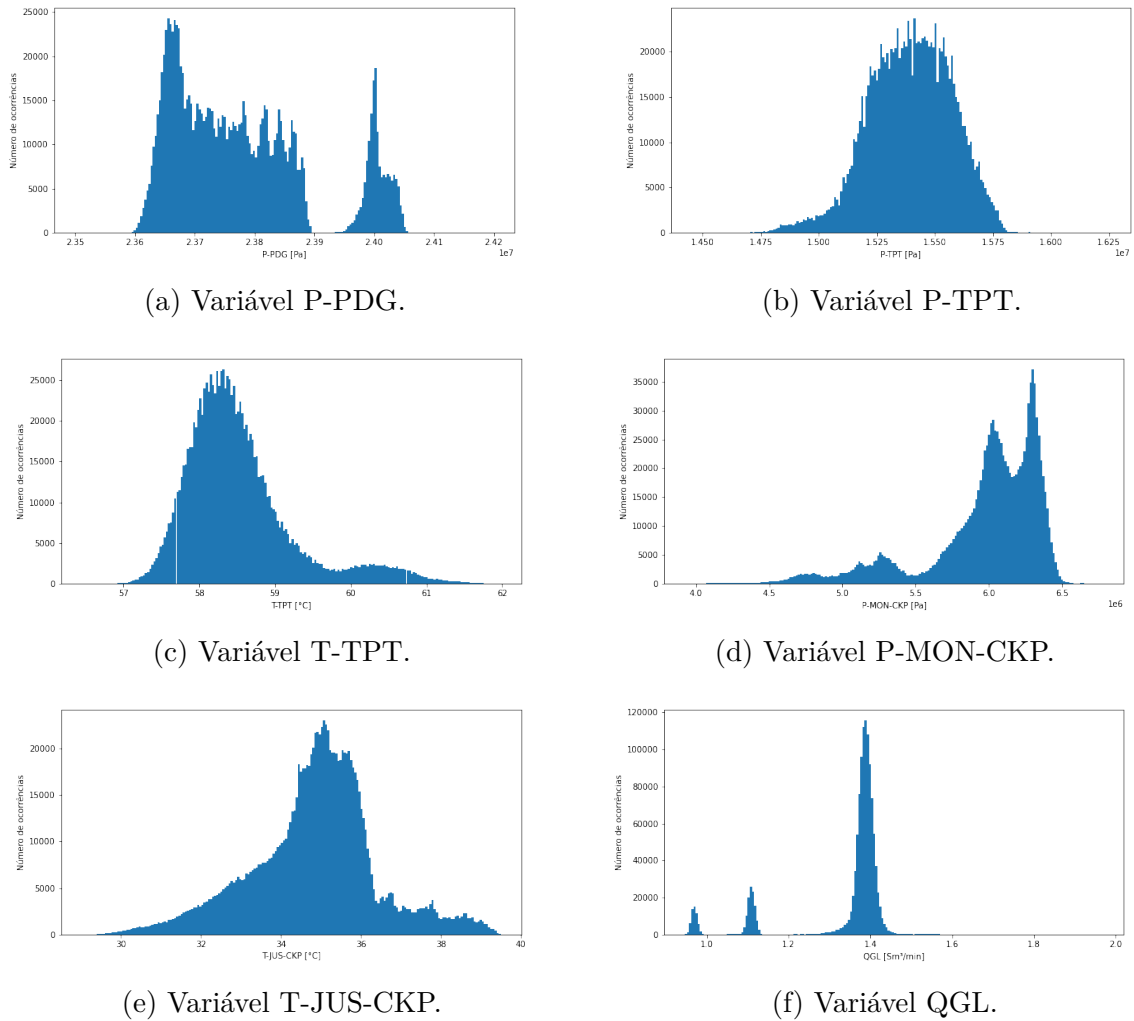 Número de ocorrências
25000
20000
15000
10000
5000
0
2.35 2.36 2.37 2.38 2.39 2.40 2.41 2.42
1e7
P-PDG [Pa]
(a) Variável P-PDG.
Número de ocorrências
20000
15000
10000
5000
0
1.450 1.475 1.500 1.525 1.550 1.575 1.600 1.625
1e7
P-TPT [Pa]
(b) Variável P-TPT.
Número de ocorrências
25000
20000
15000
10000
5000
0
57 58 59 60 61 62
T-TPT [°C]
(c) Variável T-TPT.
Número de ocorrências
35000
30000
25000
20000
15000
10000
5000
0
4.0 4.5 5.0 5.5 6.0 6.5
1e6
P-MON-CKP [Pa]
(d) Variável P-MON-CKP.
Número de ocorrências
20000
15000
10000
5000
0
30 32 34 36 38 40
T-JUS-CKP [°C]
(e) Variável T-JUS-CKP.
Número de ocorrências
120000
100000
80000
60000
40000
20000
0
1.0 1.2 1.4 1.6 1.8 2.0
QGL [Sm³/min]
(f) Variável QGL.